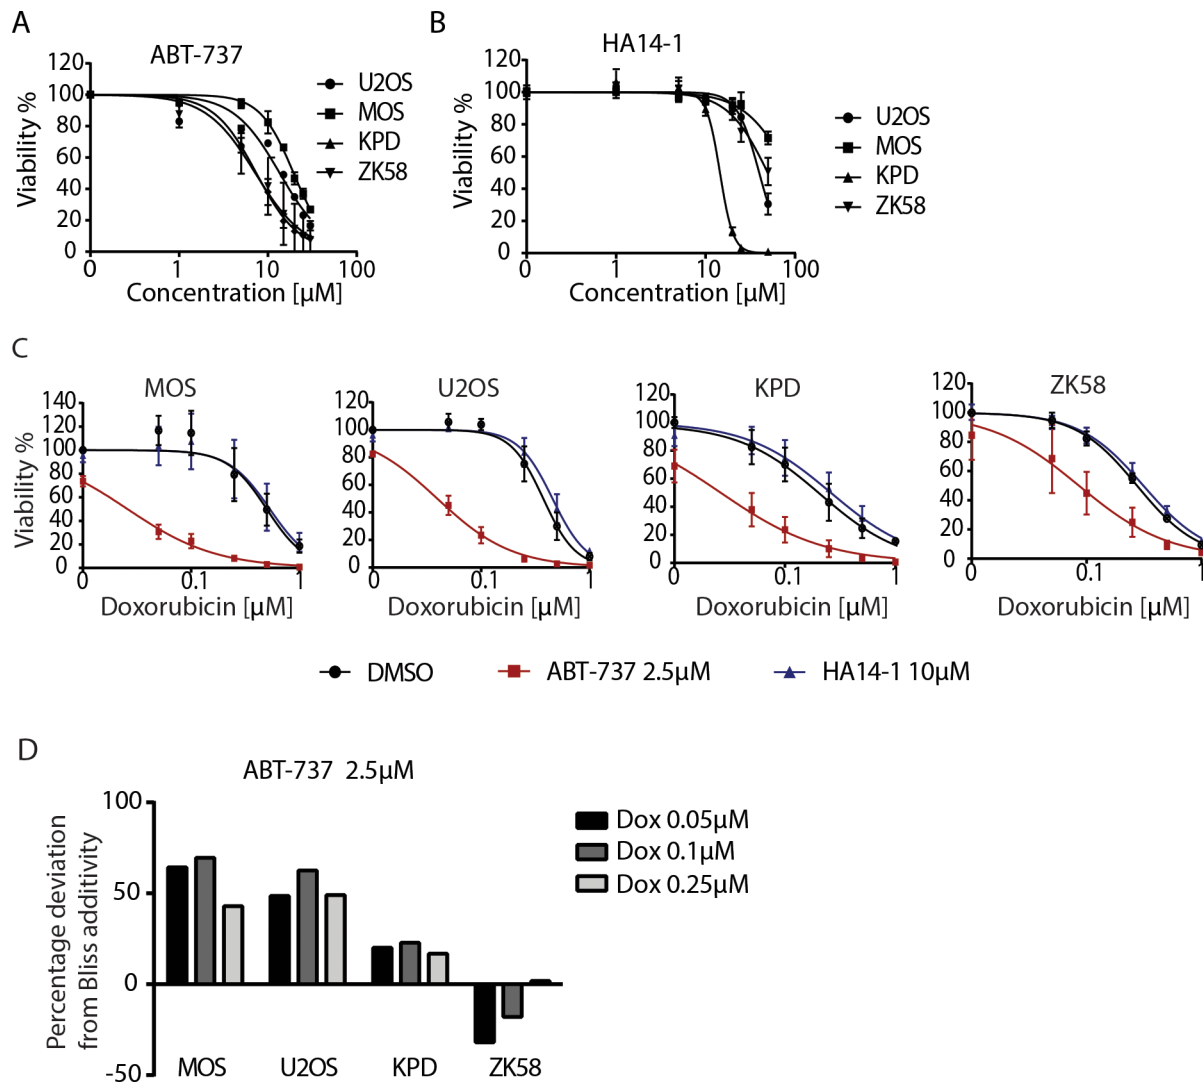 A
ABT-737
Viability %
120
100
80
60
40
20
0
0 1 10 100
Concentration [µM]
U2OS
MOS
KPD
ZK58
B
HA14-1
Viability %
120
100
80
60
40
20
0
0 1 10 100
Concentration [µM]
U2OS
MOS
KPD
ZK58
C
MOS
Viability %
140
120
100
80
60
40
20
0
0 0.1 1
Doxorubicin [µM]
U2OS
120
100
80
60
40
20
0
0 0.1 1
Doxorubicin [µM]
KPD
120
100
80
60
40
20
0
0 0.1 1
Doxorubicin [µM]
ZK58
120
100
80
60
40
20
0
0 0.1 1
Doxorubicin [µM]
DMSO
ABT-737 2.5µM
HA14-1 10µM
D
ABT-737 2.5µM
Percentage deviation
from Bliss additivity
100
50
0
-50
MOS U2OS KPD ZK58
Dox 0.05µM
Dox 0.1µM
Dox 0.25µM